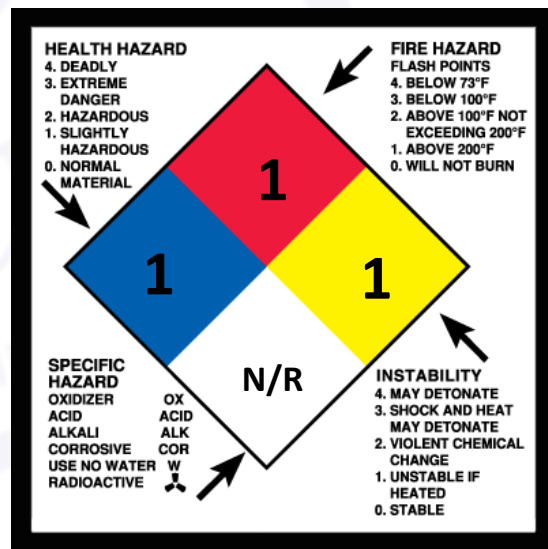 HEALTH HAZARD
4. DEADLY
3. EXTREME
DANGER
2. HAZARDOUS
1. SLIGHTLY
HAZARDOUS
0. NORMAL
MATERIAL
FIRE HAZARD
FLASH POINTS
4. BELOW 73°F
3. BELOW 100°F
2. ABOVE 100°F NOT
EXCEEDING 200°F
1. ABOVE 200°F
0. WILL NOT BURN
1
1
1
N/R
SPECIFIC
HAZARD
OXIDIZER OX
ACID ACID
ALKALI ALK
CORROSIVE COR
USE NO WATER W
RADIOACTIVE
INSTABILITY
4. MAY DETONATE
3. SHOCK AND HEAT
MAY DETONATE
2. VIOLENT CHEMICAL
CHANGE
1. UNSTABLE IF
HEATED
0. STABLE